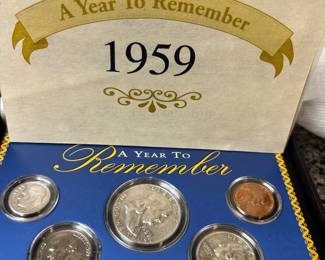 A Year To Remember
1959
A YEAR TO
Remember